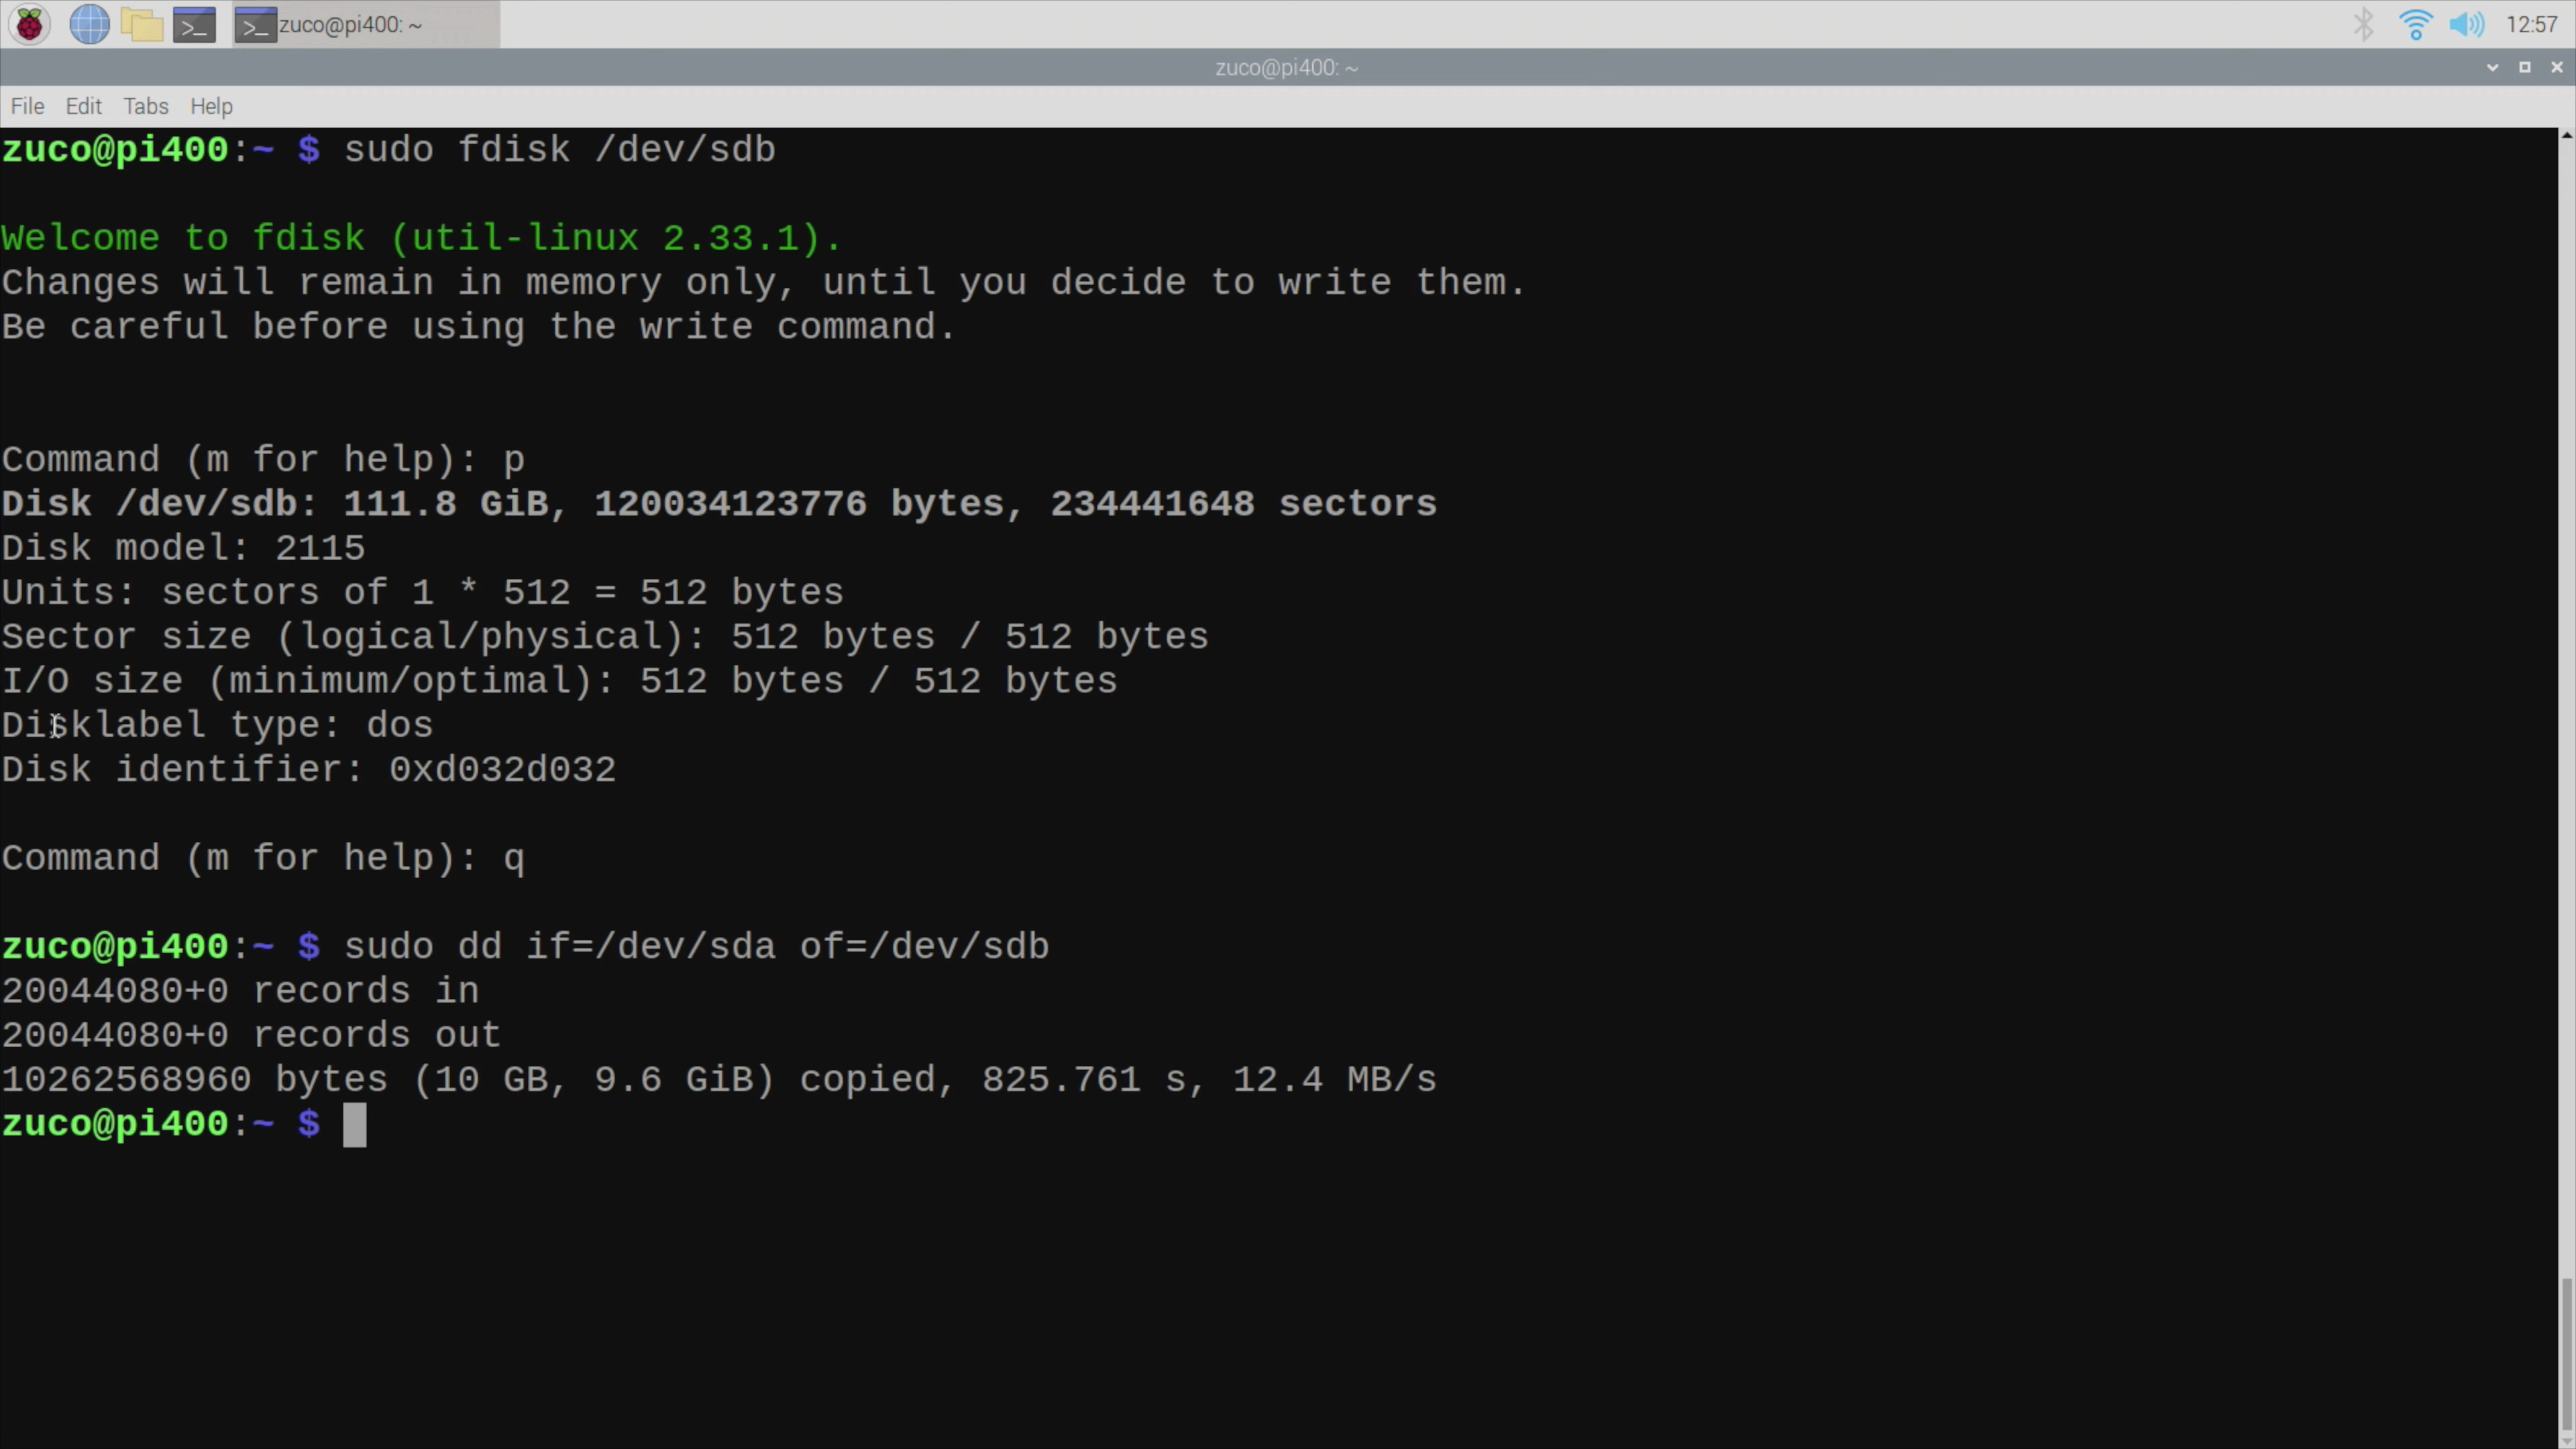 zuco@pi400: ~
12:57
zuco@pi400: ~
File Edit Tabs Help
zuco@pi400:~ $ sudo fdisk /dev/sdb
Welcome to fdisk (util-linux 2.33.1).
Changes will remain in memory only, until you decide to write them.
Be careful before using the write command.
Command (m for help): p
Disk /dev/sdb: 111.8 GiB, 120034123776 bytes, 234441648 sectors
Disk model: 2115
Units: sectors of 1 * 512 = 512 bytes
Sector size (logical/physical): 512 bytes / 512 bytes
I/O size (minimum/optimal): 512 bytes / 512 bytes
Disklabel type: dos
Disk identifier: 0xd032d032
Command (m for help): q
zuco@pi400:~ $ sudo dd if=/dev/sda of=/dev/sdb
20044080+0 records in
20044080+0 records out
10262568960 bytes (10 GB, 9.6 GiB) copied, 825.761 s, 12.4 MB/s
zuco@pi400:~ $